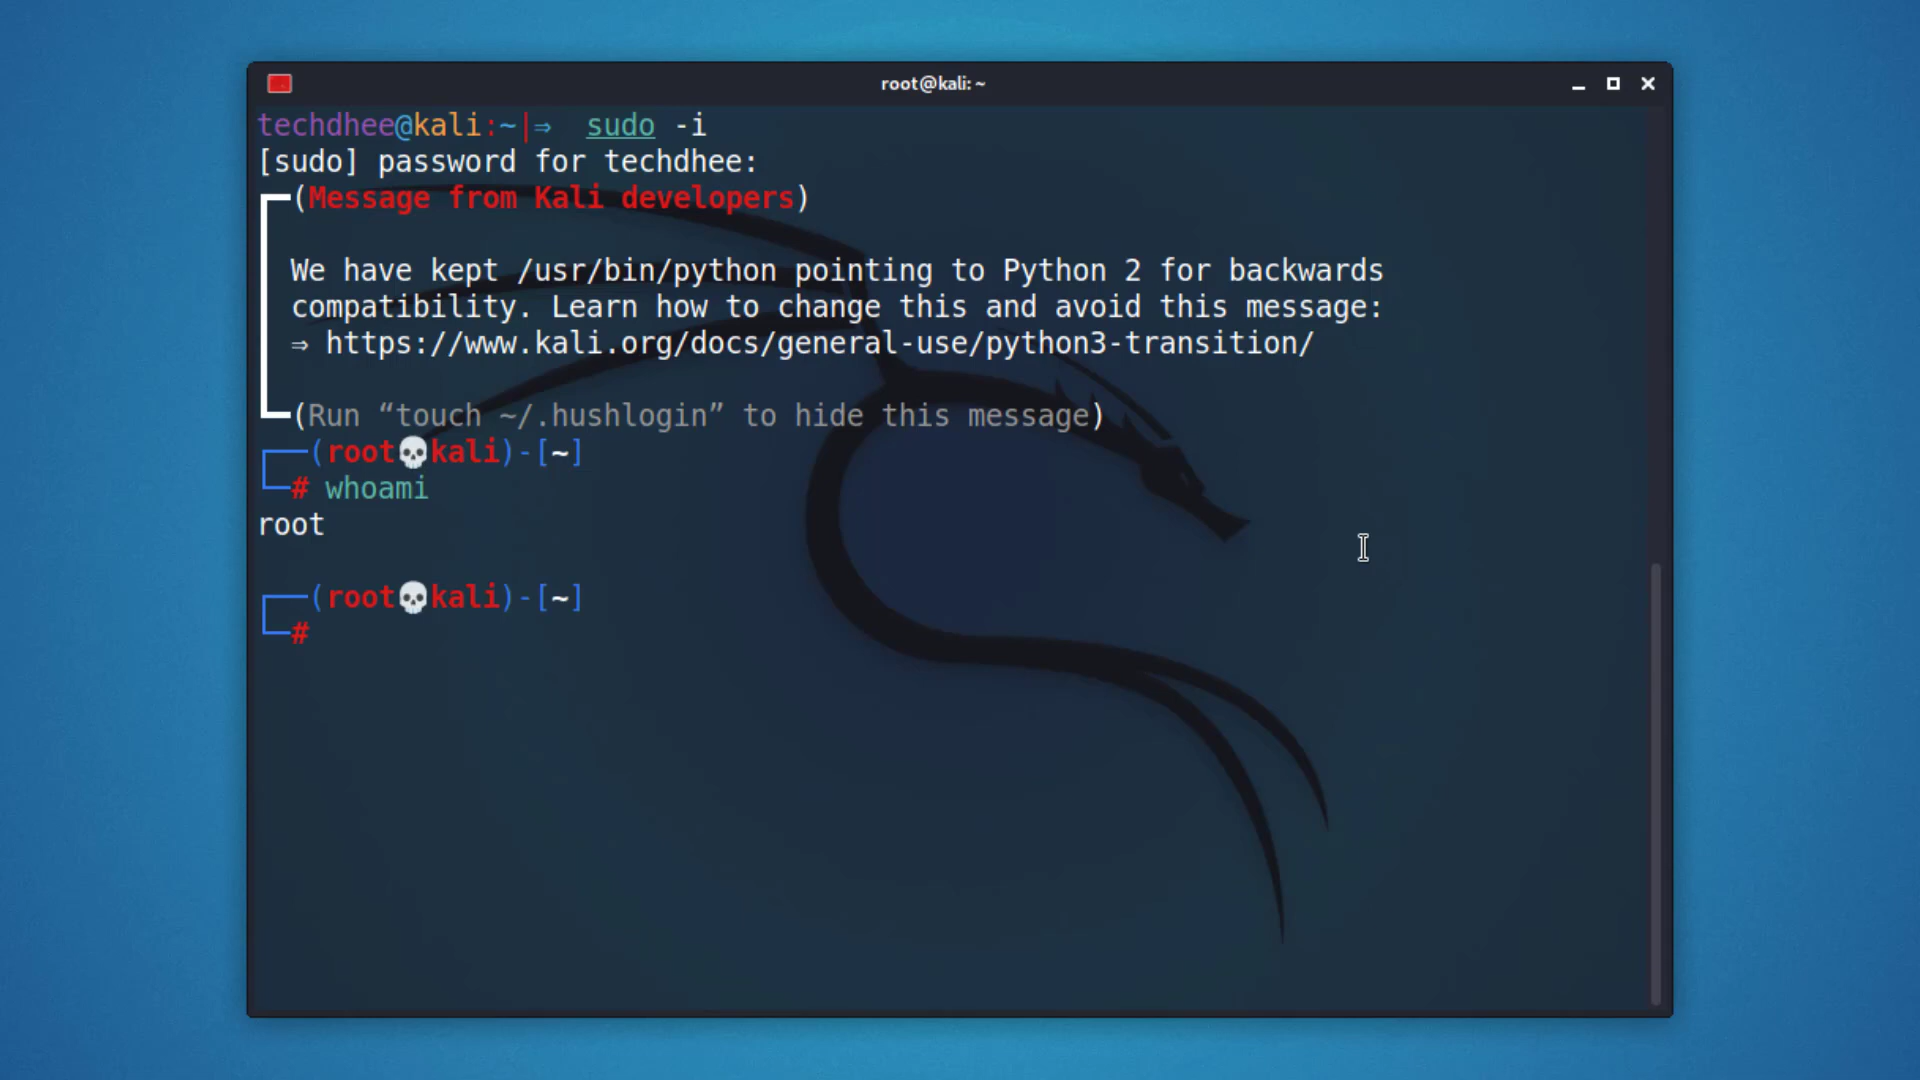 root@kali: ~
techdhee@kali:~|⇒  sudo -i
[sudo] password for techdhee:
┏━(Message from Kali developers)
┃
┃ We have kept /usr/bin/python pointing to Python 2 for backwards
┃ compatibility. Learn how to change this and avoid this message:
┃ ⇒ https://www.kali.org/docs/general-use/python3-transition/
┃
┗━(Run “touch ~/.hushlogin” to hide this message)
┌──(root💀kali)-[~]
└─# whoami
root
┌──(root💀kali)-[~]
└─#